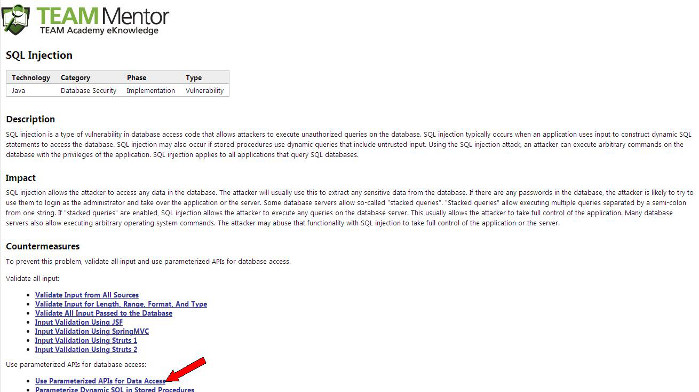 TEAM Mentor
TEAM Academy eKnowledge
SQL Injection
Technology Category Phase Type
Java Database Security Implementation Vulnerability
Description
SQL injection is a type of vulnerability in database access code that allows attackers to execute unauthorized queries on the database. SQL injection typically occurs when an application uses input to construct dynamic SQL
statements to access the database. SQL injection may also occur if stored procedures use dynamic queries that include untrusted input. Using the SQL injection attack, an attacker can execute arbitrary commands on the
database with the privileges of the application. SQL injection applies to all applications that query SQL databases.
Impact
SQL injection allows the attacker to access any data in the database. The attacker will usually use this to extract any sensitive data from the database. If there are any passwords in the database, the attacker is likely to try to
use them to login as the administrator and take over the application or the server. Some database servers allow so-called "stacked queries". "Stacked queries" allow executing multiple queries separated by a semi-colon
from one string. If "stacked queries" are enabled, SQL injection allows the attacker to execute any queries on the database server. This usually allows the attacker to take full control of the application. Many database
servers also allow executing arbitrary operating system commands. The attacker may abuse that functionality with SQL injection to take full control of the application or the server.
Countermeasures
To prevent this problem, validate all input and use parameterized APIs for database access.
Validate all input:
• Validate Input from All Sources
• Validate Input for Length, Range, Format, And Type
• Validate All Input Passed to the Database
• Input Validation Using JSF
• Input Validation Using SpringMVC
• Input Validation Using Struts 1
• Input Validation Using Struts 2
Use parameterized APIs for database access:
• Use Parameterized APIs for Data Access
• Parameterize Dynamic SQL in Stored Procedures